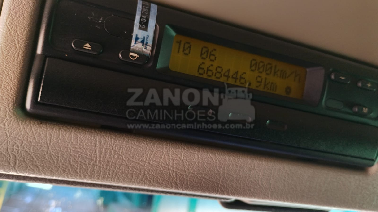 10 06 000km/h
668446,9km
ZANON
CAMINHÕES
www.zanoncaminhoes.com.br